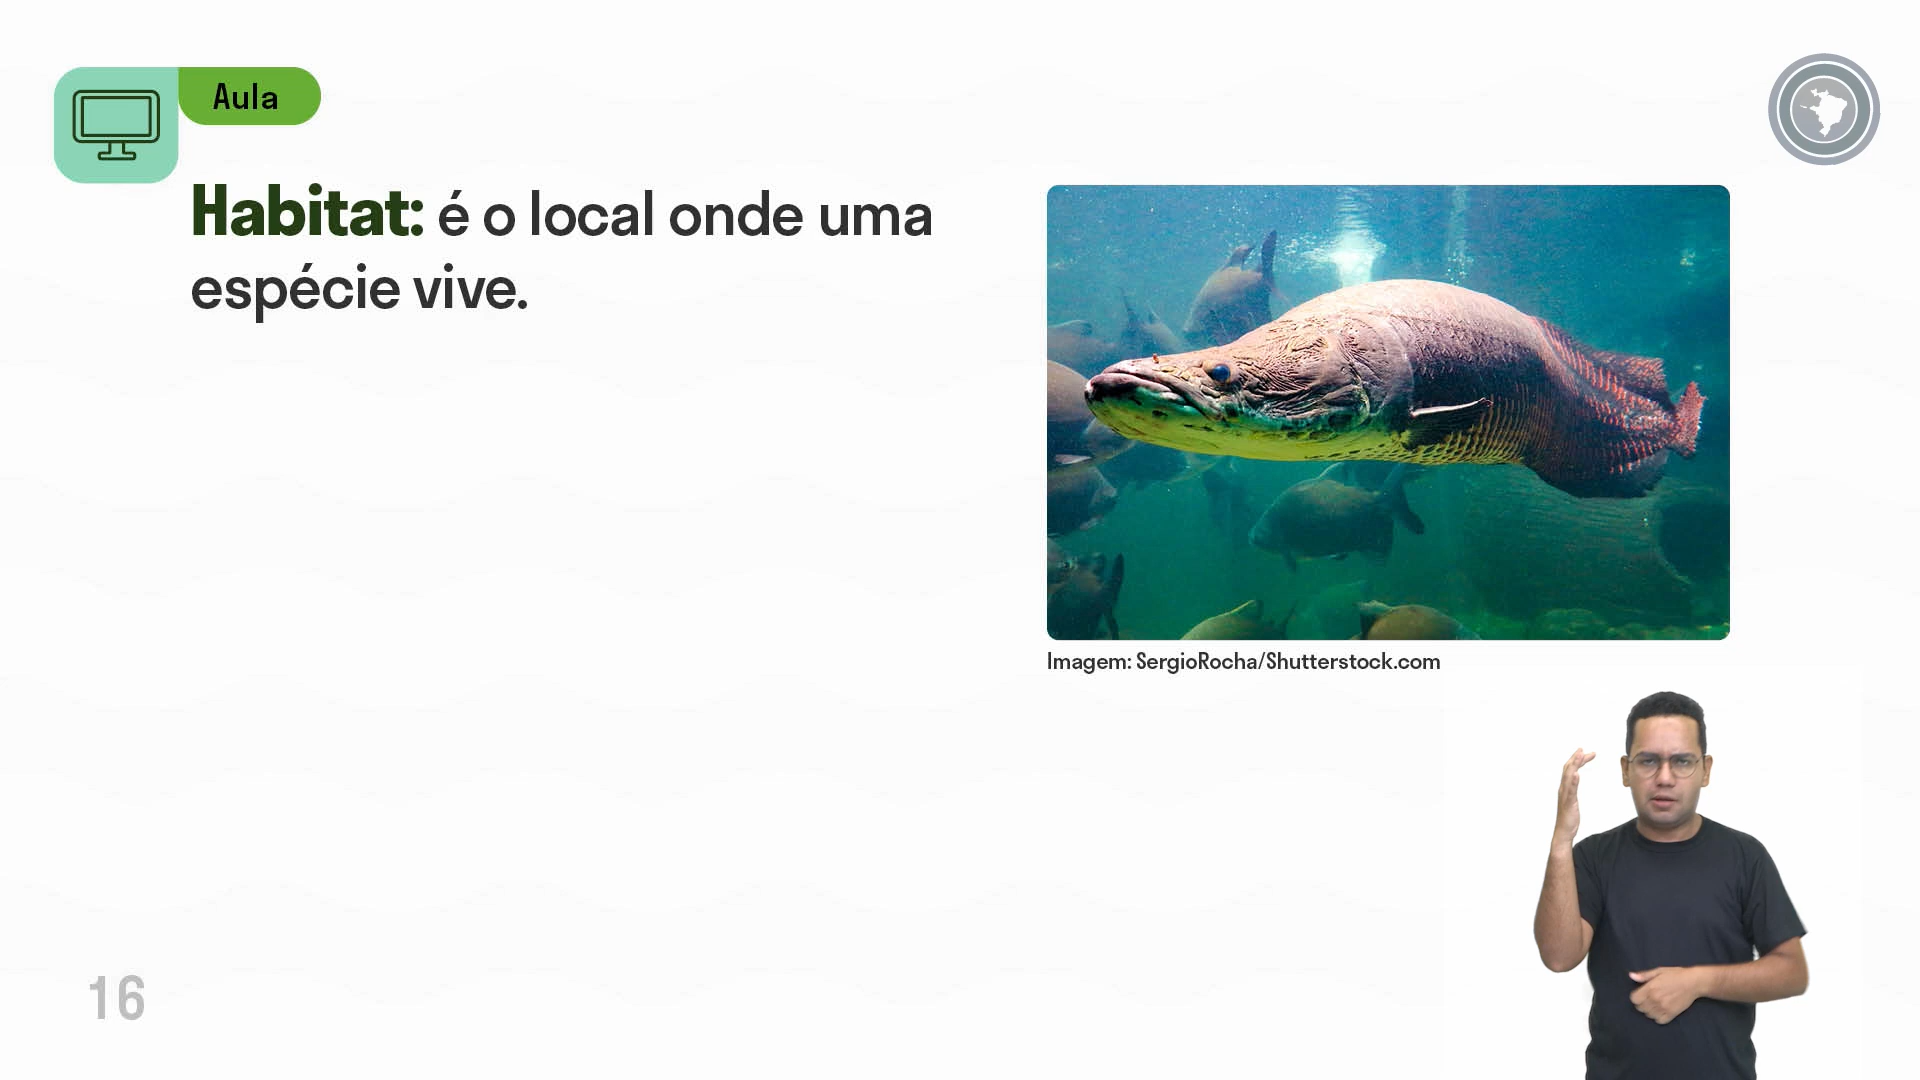 Aula
Habitat: é o local onde uma
espécie vive.
Imagem: SergioRocha/Shutterstock.com
16